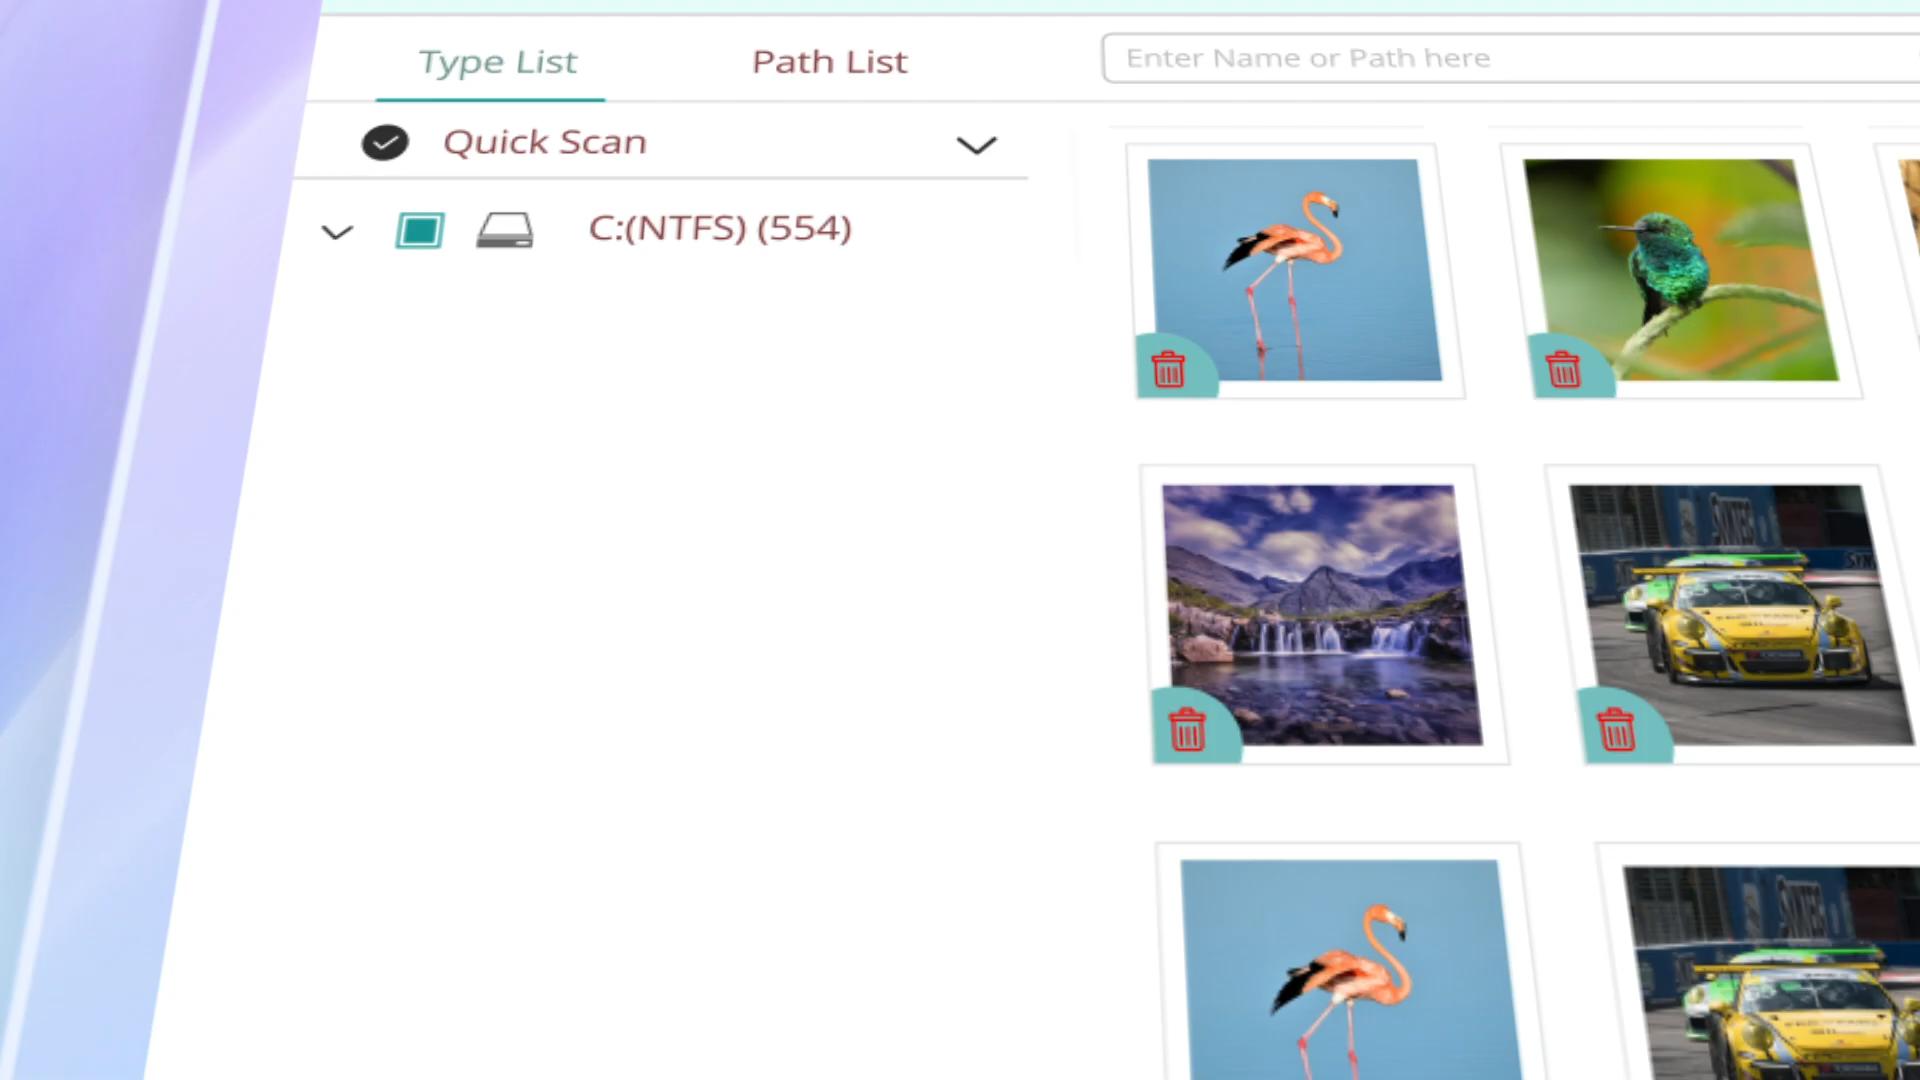 Type List
Path List
Enter Name or Path here
Quick Scan
C:(NTFS) (554)